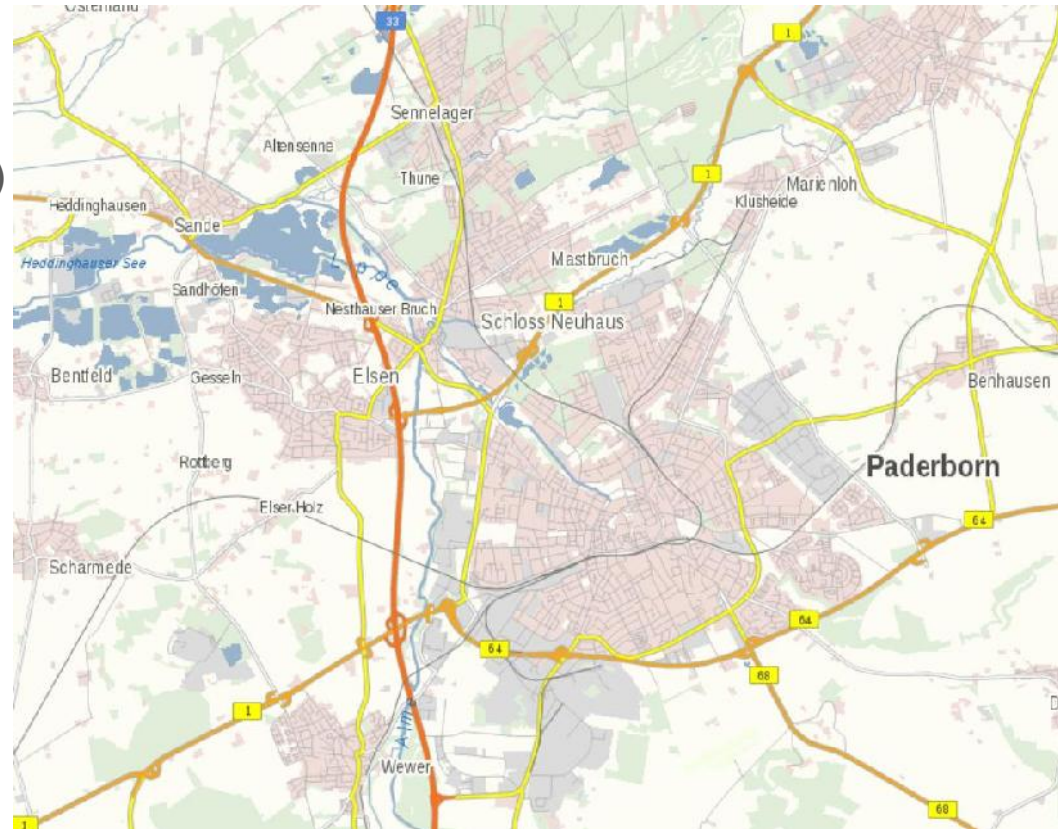 33
1
Sennelager
Altensenne
Thune
1
Marienloh
Klusheide
Heddinghausen
Sande
Heddinghauser See
Mastbruch
Lippe
Sandhöfen
Nesthauser Bruch
1
Schloss Neuhaus
Bentfeld
Gesseln
Elsen
Benhausen
Rottberg
Paderborn
Elser Holz
64
Scharmede
64
64
68
1
Alme
Wewer
68
1